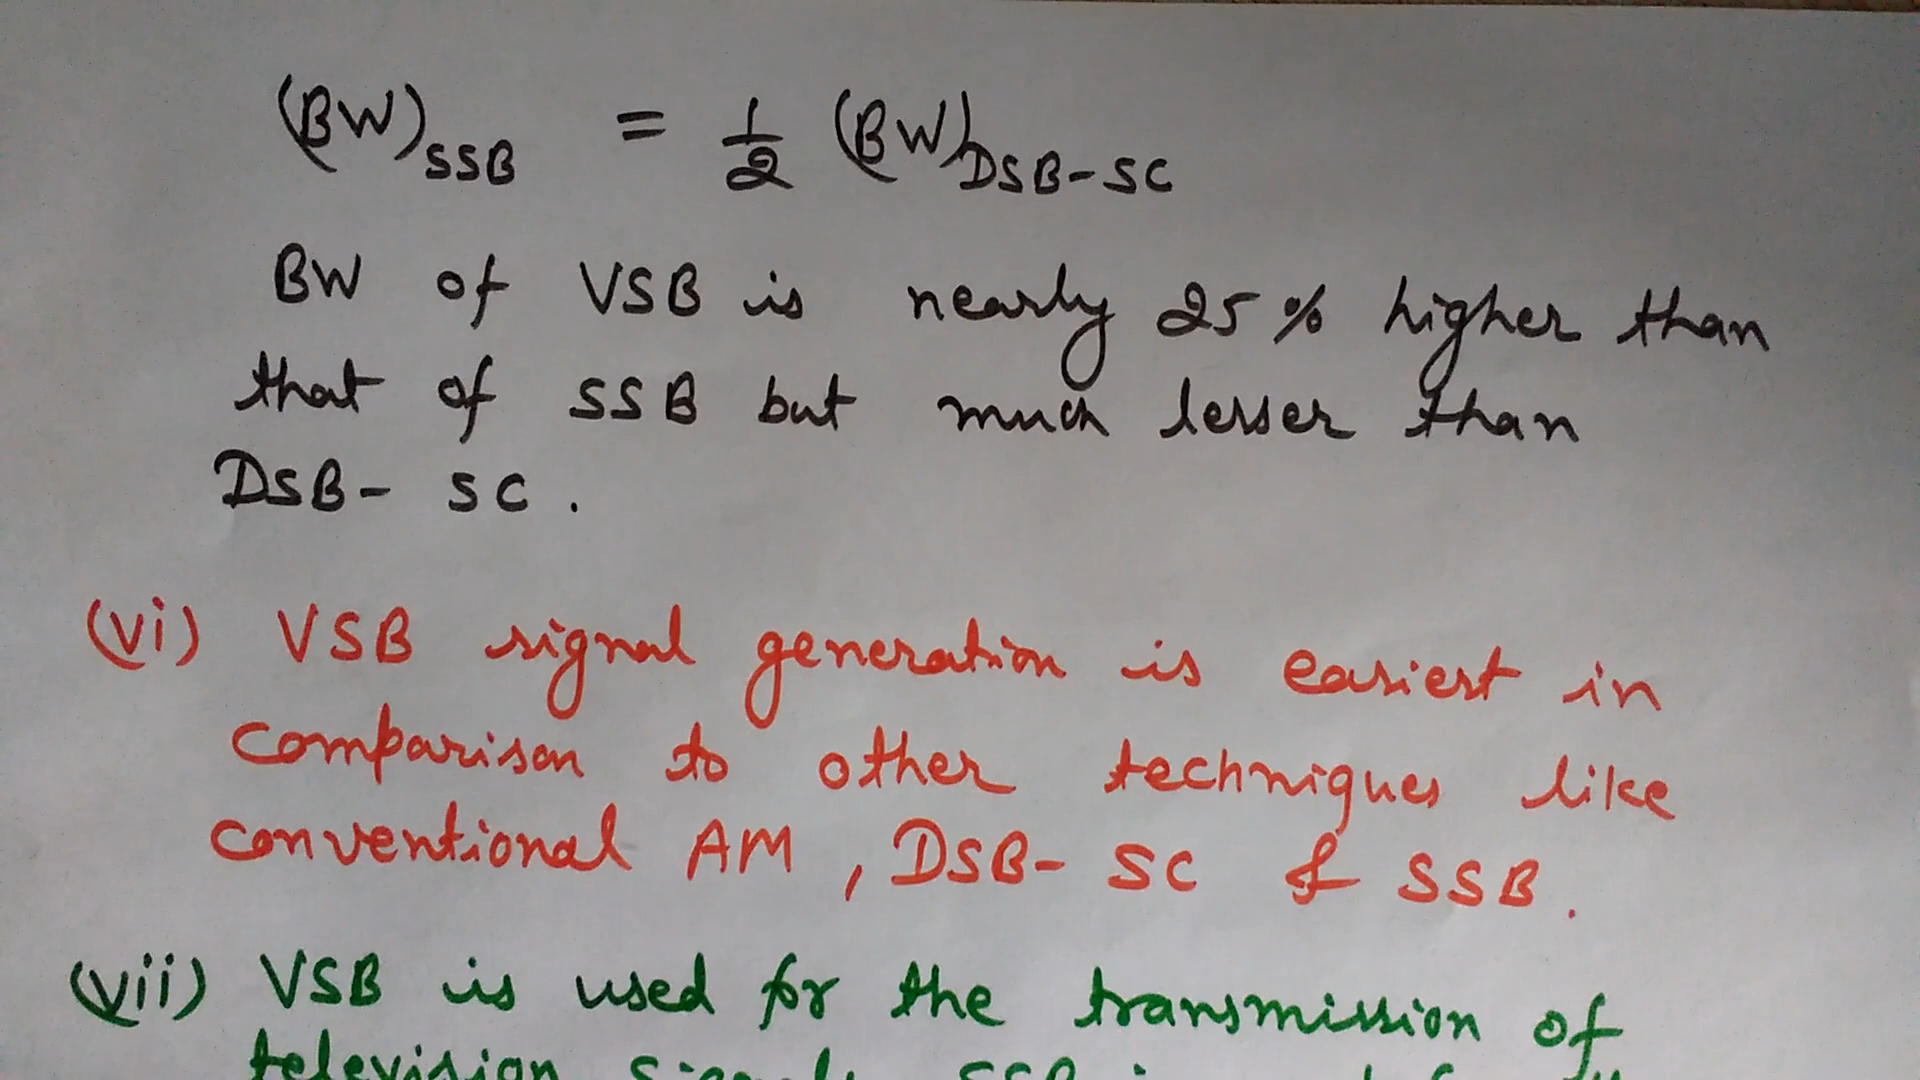 (BW)SSB = 1/2 (BW)DSB-SC
BW of VSB is nearly 25% higher than
that of SSB but much lesser than
DSB- SC.
(vi) VSB signal generation is easiest in
comparison to other techniques like
conventional AM, DSB- SC & SSB.
(vii) VSB is used for the transmission of
television